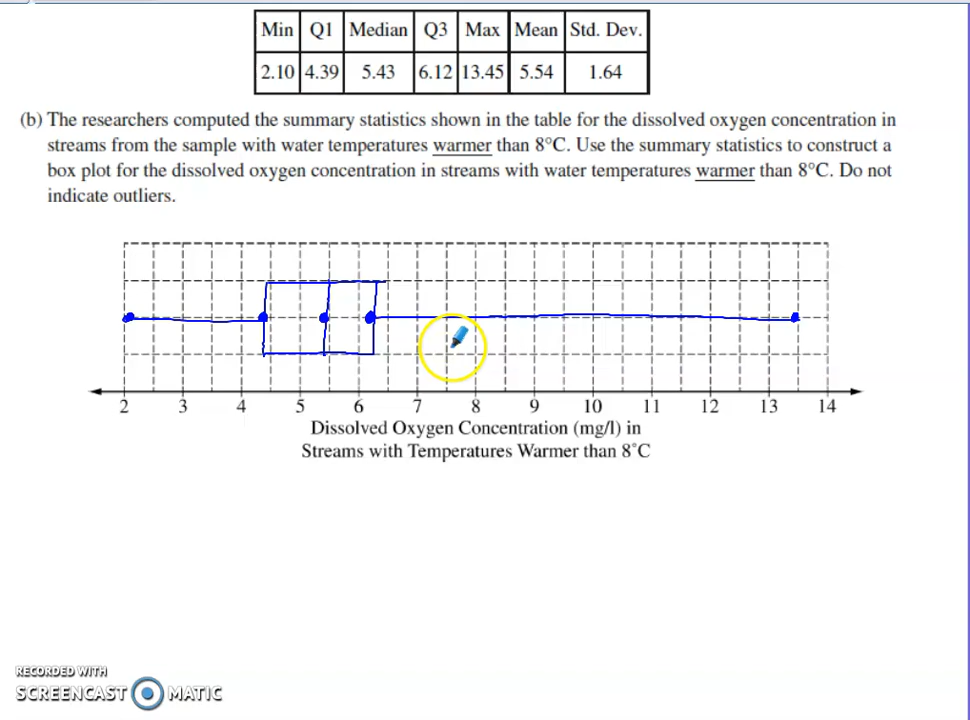 Min Q1 Median Q3 Max Mean Std. Dev.
2.10 4.39 5.43 6.12 13.45 5.54 1.64
(b) The researchers computed the summary statistics shown in the table for the dissolved oxygen concentration in
streams from the sample with water temperatures warmer than 8°C. Use the summary statistics to construct a
box plot for the dissolved oxygen concentration in streams with water temperatures warmer than 8°C. Do not
indicate outliers.
2 3 4 5 6 7 8 9 10 11 12 13 14
Dissolved Oxygen Concentration (mg/l) in
Streams with Temperatures Warmer than 8°C
RECORDED WITH
SCREENCAST MATIC